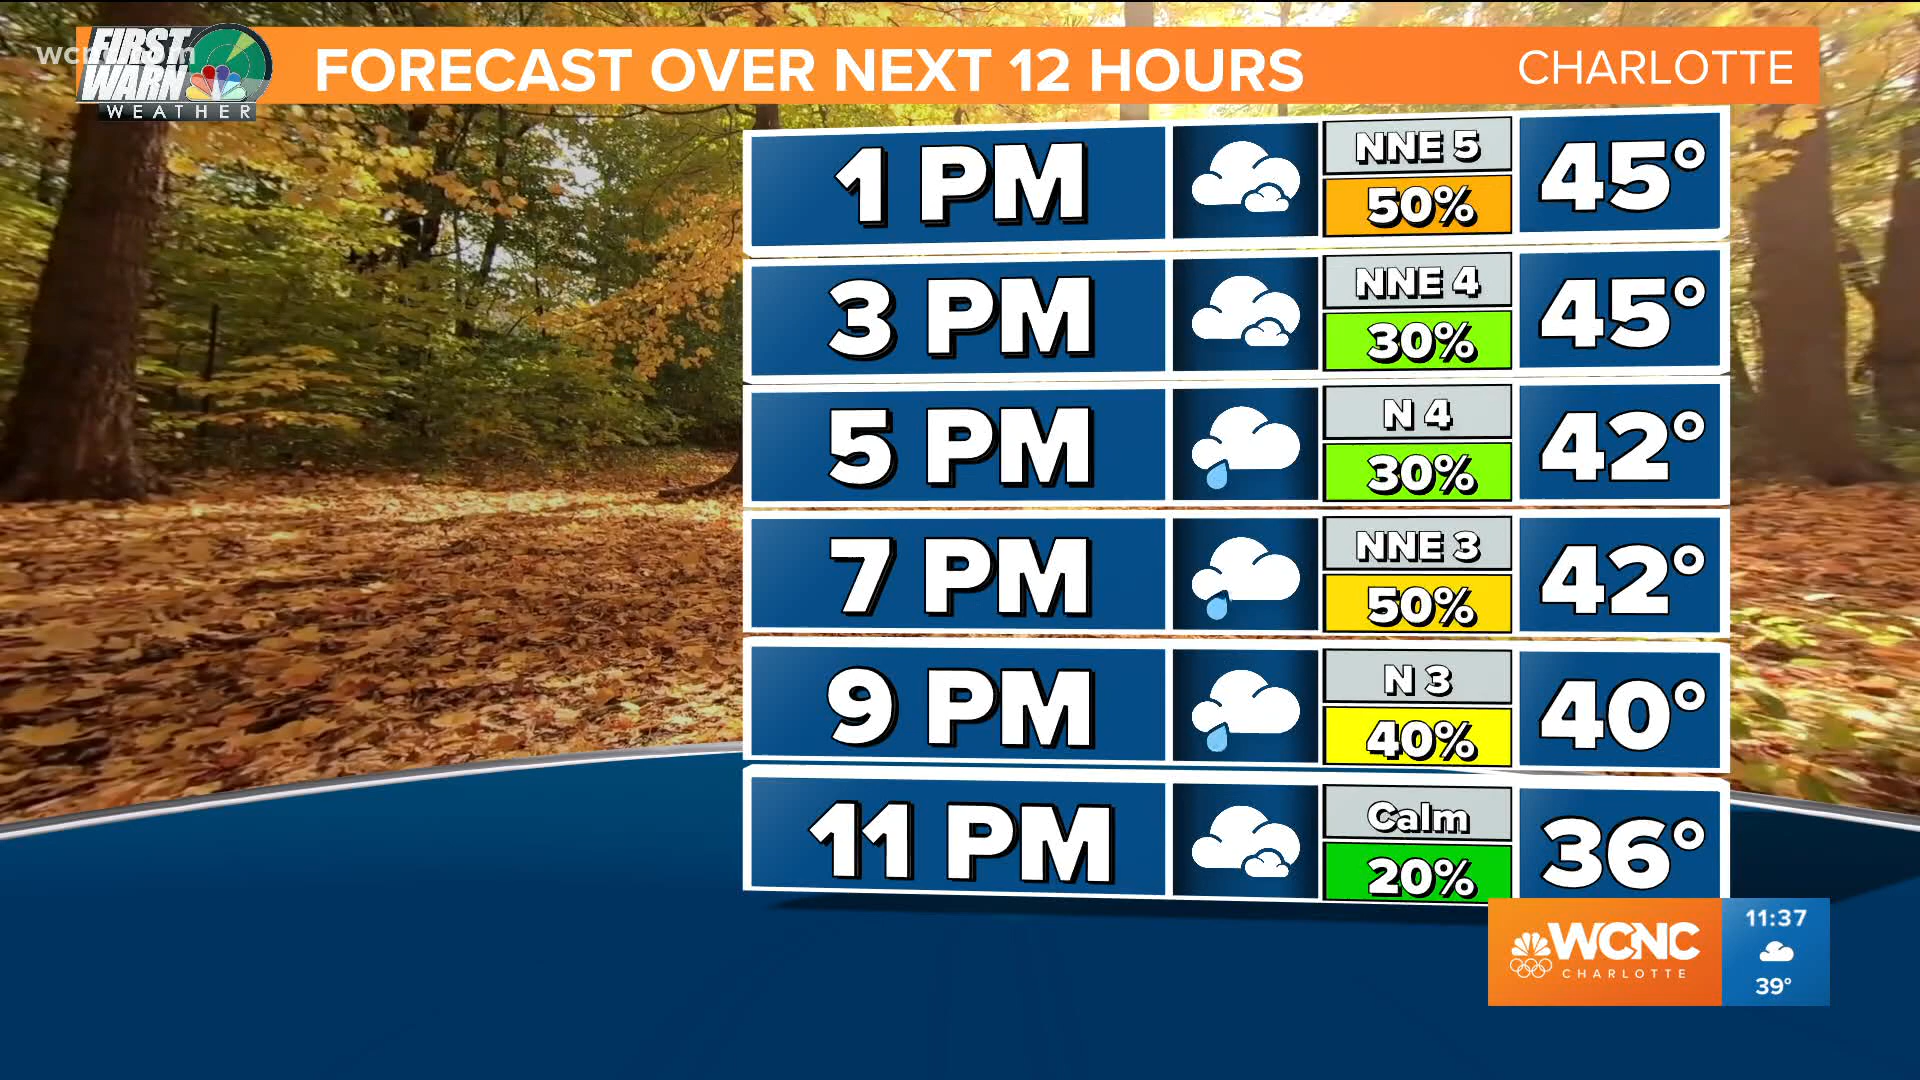 wcnc.com
FIRST
WARN
WEATHER
FORECAST OVER NEXT 12 HOURS
CHARLOTTE
1 PM
NNE 5
50%
45°
3 PM
NNE 4
30%
45°
5 PM
N 4
30%
42°
7 PM
NNE 3
50%
42°
9 PM
N 3
40%
40°
11 PM
Calm
20%
36°
WCNC
CHARLOTTE
11:37
39°